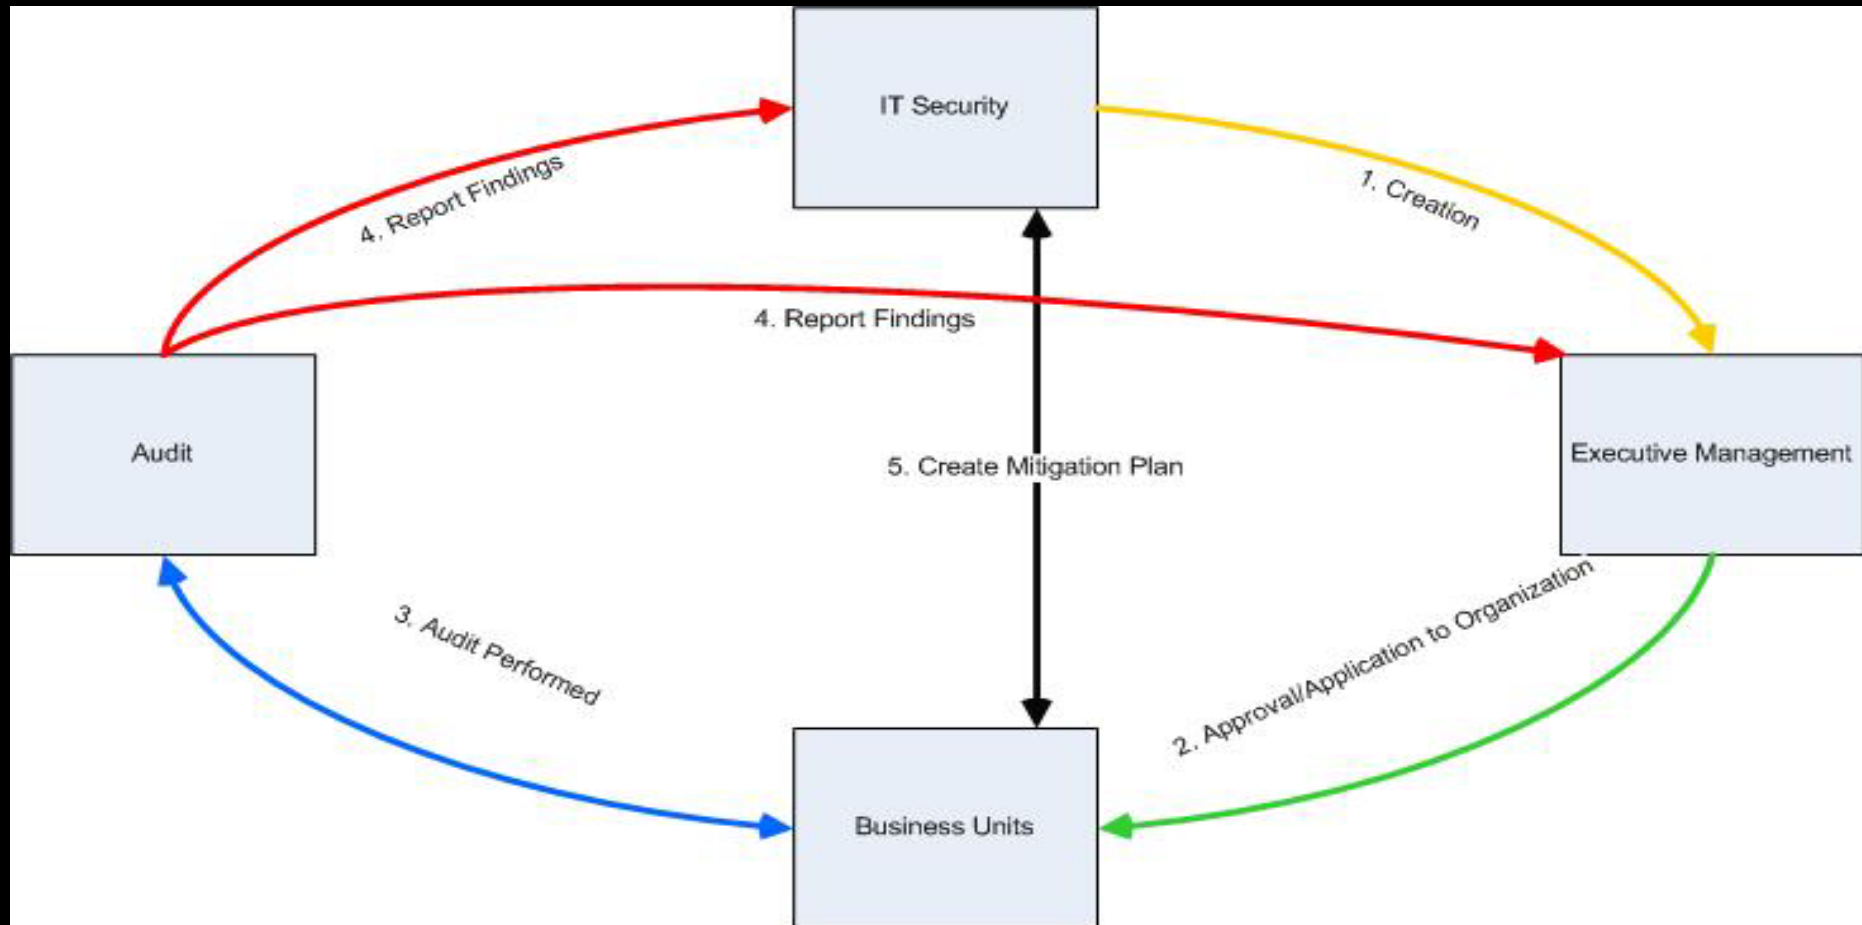 IT Security
1. Creation
4. Report Findings
4. Report Findings
Audit
Executive Management
5. Create Mitigation Plan
3. Audit Performed
2. Approval/Application to Organization
Business Units